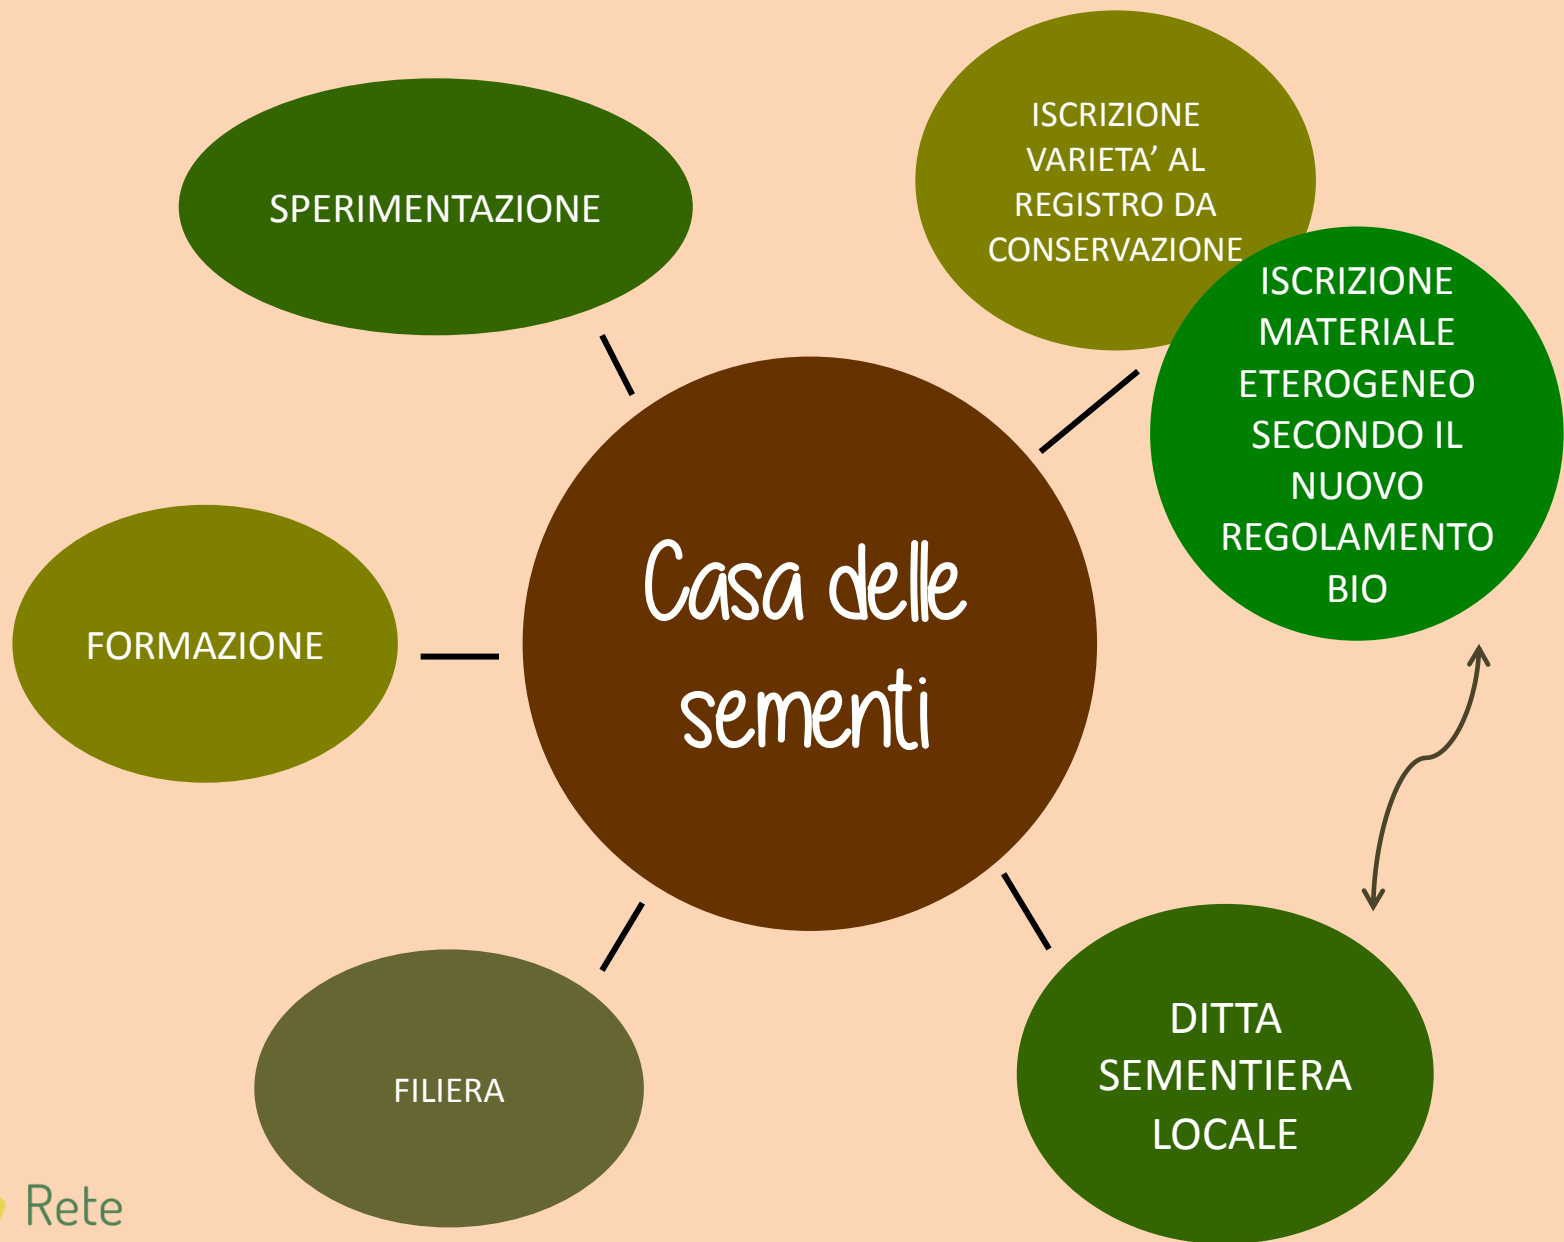 SPERIMENTAZIONE
ISCRIZIONE
VARIETA’ AL
REGISTRO DA
CONSERVAZIONE
ISCRIZIONE
MATERIALE
ETEROGENEO
SECONDO IL
NUOVO
REGOLAMENTO
BIO
Casa delle
sementi
FORMAZIONE
FILIERA
DITTA
SEMENTIERA
LOCALE
Rete